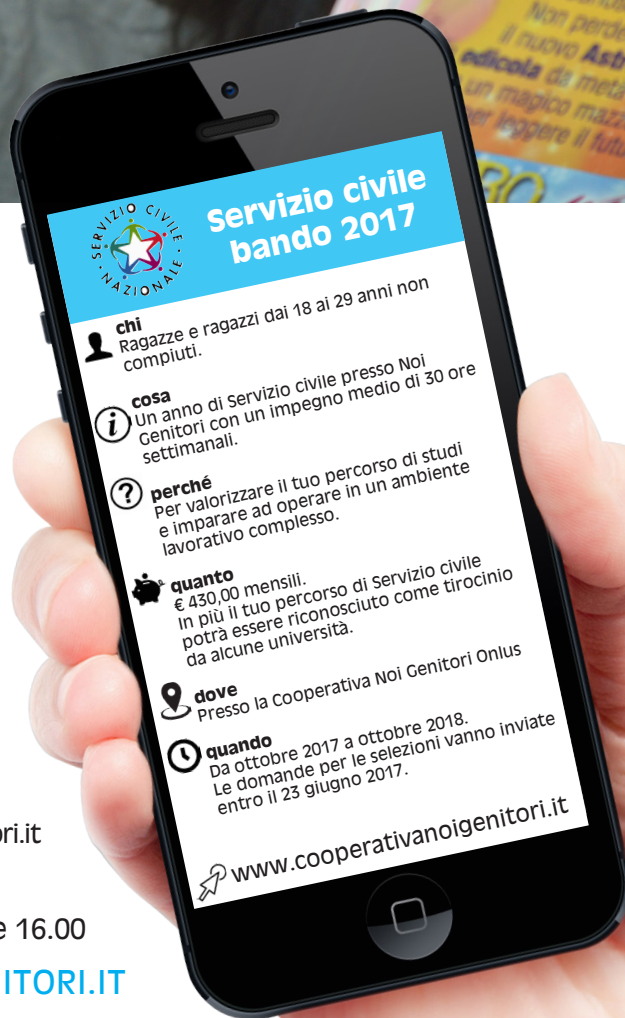 Non perde
il nuovo Astr
edicola da metà
un magico mazz
per leggere il futu
SERVIZIO CIVILE
NAZIONALE
servizio civile
bando 2017
chi
Ragazze e ragazzi dai 18 ai 29 anni non
compiuti.
cosa
Un anno di Servizio civile presso Noi
Genitori con un impegno medio di 30 ore
settimanali.
perché
Per valorizzare il tuo percorso di studi
e imparare ad operare in un ambiente
lavorativo complesso.
quanto
€ 430,00 mensili.
In più il tuo percorso di Servizio civile
potrà essere riconosciuto come tirocinio
da alcune università.
dove
Presso la Cooperativa Noi Genitori Onlus
quando
Da ottobre 2017 a ottobre 2018.
Le domande per le selezioni vanno inviate
entro il 23 giugno 2017.
www.cooperativanoigenitori.it
ri.it
e 16.00
ITORI.IT